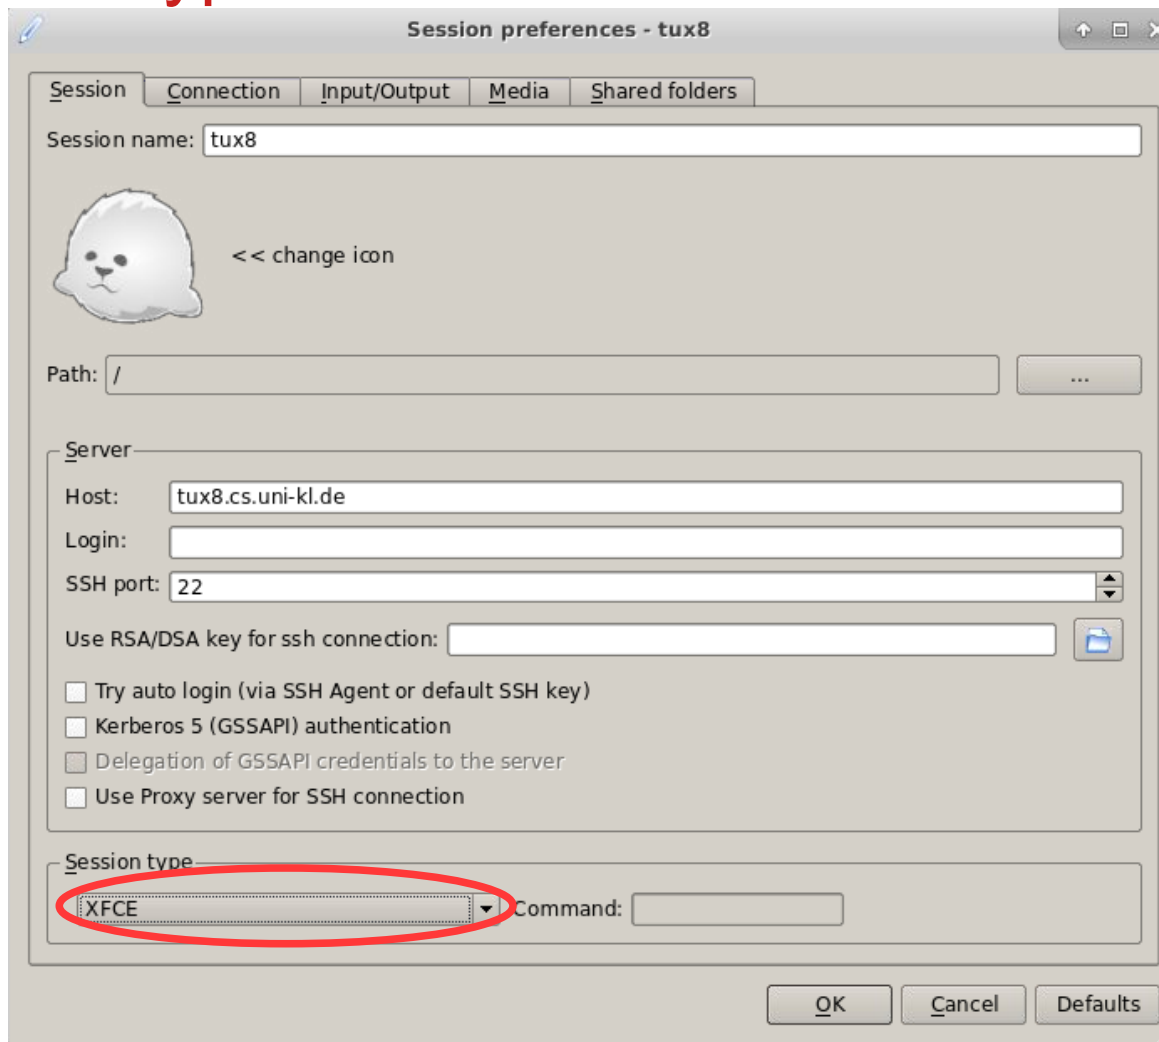 Session preferences - tux8
Session Connection Input/Output Media Shared folders
Session name: tux8
<< change icon
Path: / ...
Server
Host: tux8.cs.uni-kl.de
Login:
SSH port: 22
Use RSA/DSA key for ssh connection:
Try auto login (via SSH Agent or default SSH key)
Kerberos 5 (GSSAPI) authentication
Delegation of GSSAPI credentials to the server
Use Proxy server for SSH connection
Session type
XFCE Command:
OK Cancel Defaults